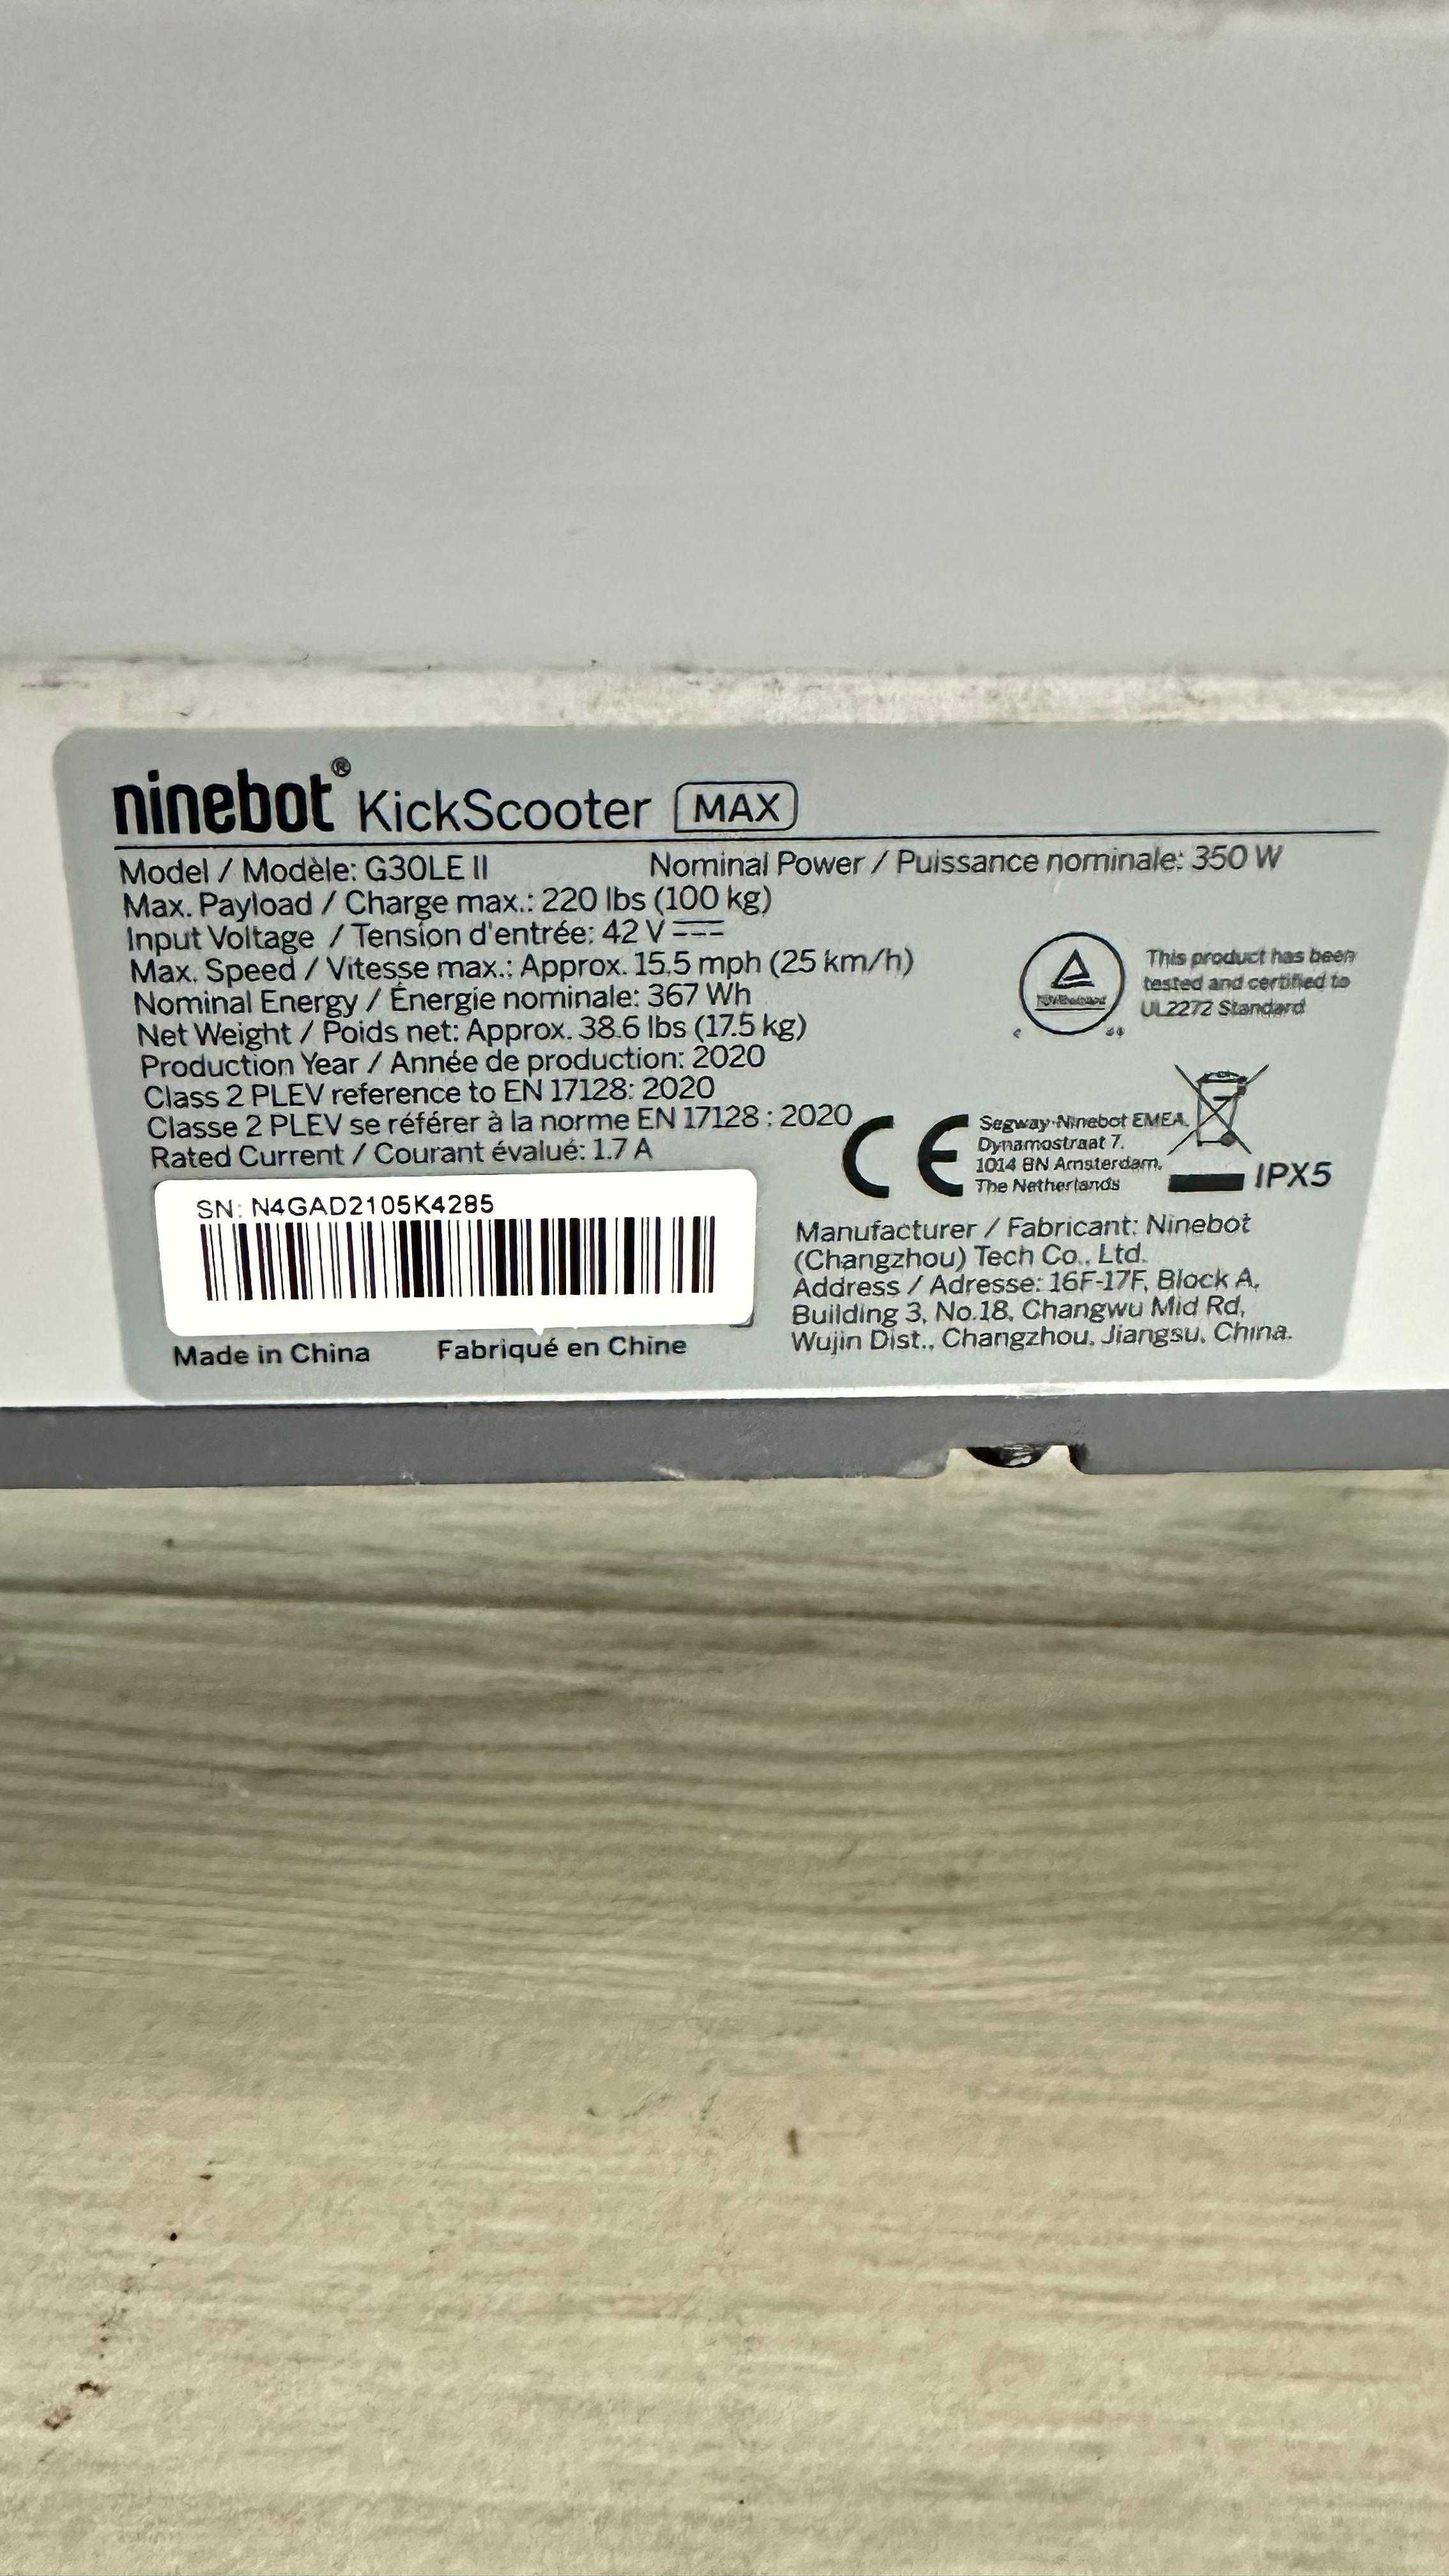 ninebot® KickScooter MAX
Model / Modèle: G30LE II Nominal Power / Puissance nominale: 350 W
Max. Payload / Charge max.: 220 lbs (100 kg)
Input Voltage / Tension d'entrée: 42 V
Max. Speed / Vitesse max.: Approx. 15.5 mph (25 km/h)
Nominal Energy / Énergie nominale: 367 Wh
Net Weight / Poids net: Approx. 38.6 lbs (17.5 kg)
Production Year / Année de production: 2020
Class 2 PLEV reference to EN 17128: 2020
Classe 2 PLEV se référer à la norme EN 17128 : 2020
Rated Current / Courant évalué: 1.7 A
SN: N4GAD2105K4285
Made in China Fabriqué en Chine
This product has been
tested and certified to
UL2272 Standard
CE
Segway-Ninebot EMEA,
Dynamostraat 7,
1014 BN Amsterdam,
The Netherlands
IPX5
Manufacturer / Fabricant: Ninebot
(Changzhou) Tech Co., Ltd.
Address / Adresse: 16F-17F, Block A,
Building 3, No.18, Changwu Mid Rd,
Wujin Dist., Changzhou, Jiangsu, China.